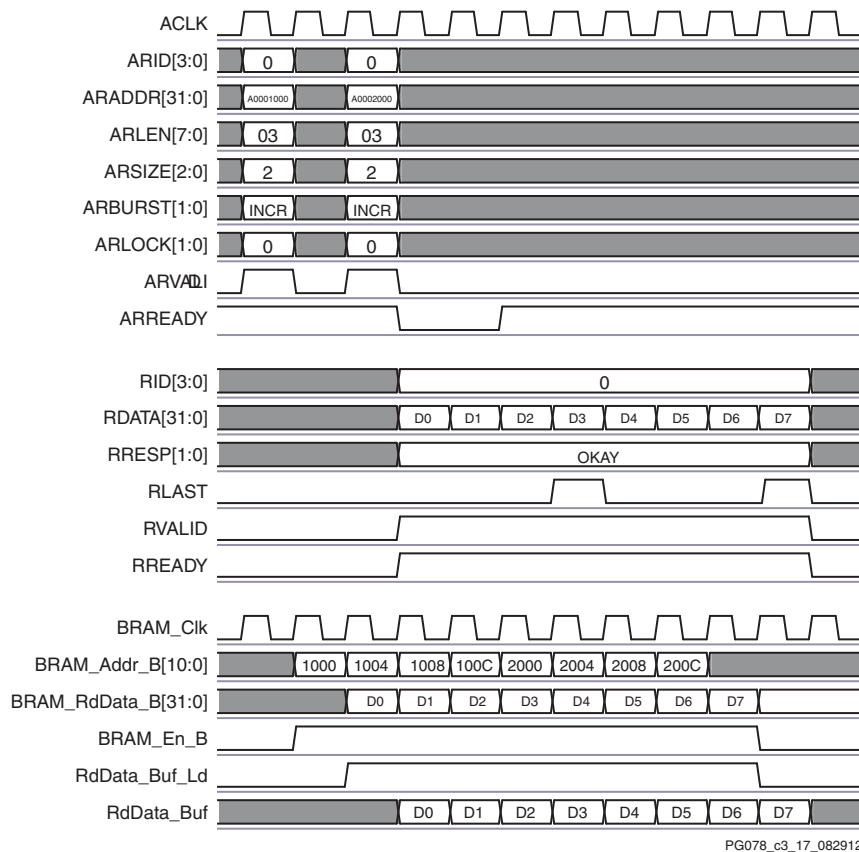 ACLK
ARID[3:0] 0 0
ARADDR[31:0] A0001000 A0002000
ARLEN[7:0] 03 03
ARSIZE[2:0] 2 2
ARBURST[1:0] INCR INCR
ARLOCK[1:0] 0 0
ARVALID
ARREADY
RID[3:0] 0
RDATA[31:0] D0 D1 D2 D3 D4 D5 D6 D7
RRESP[1:0] OKAY
RLAST
RVALID
RREADY
BRAM_Clk
BRAM_Addr_B[10:0] 1000 1004 1008 100C 2000 2004 2008 200C
BRAM_RdData_B[31:0] D0 D1 D2 D3 D4 D5 D6 D7
BRAM_En_B
RdData_Buf_Ld
RdData_Buf D0 D1 D2 D3 D4 D5 D6 D7
PG078_c3_17_082912